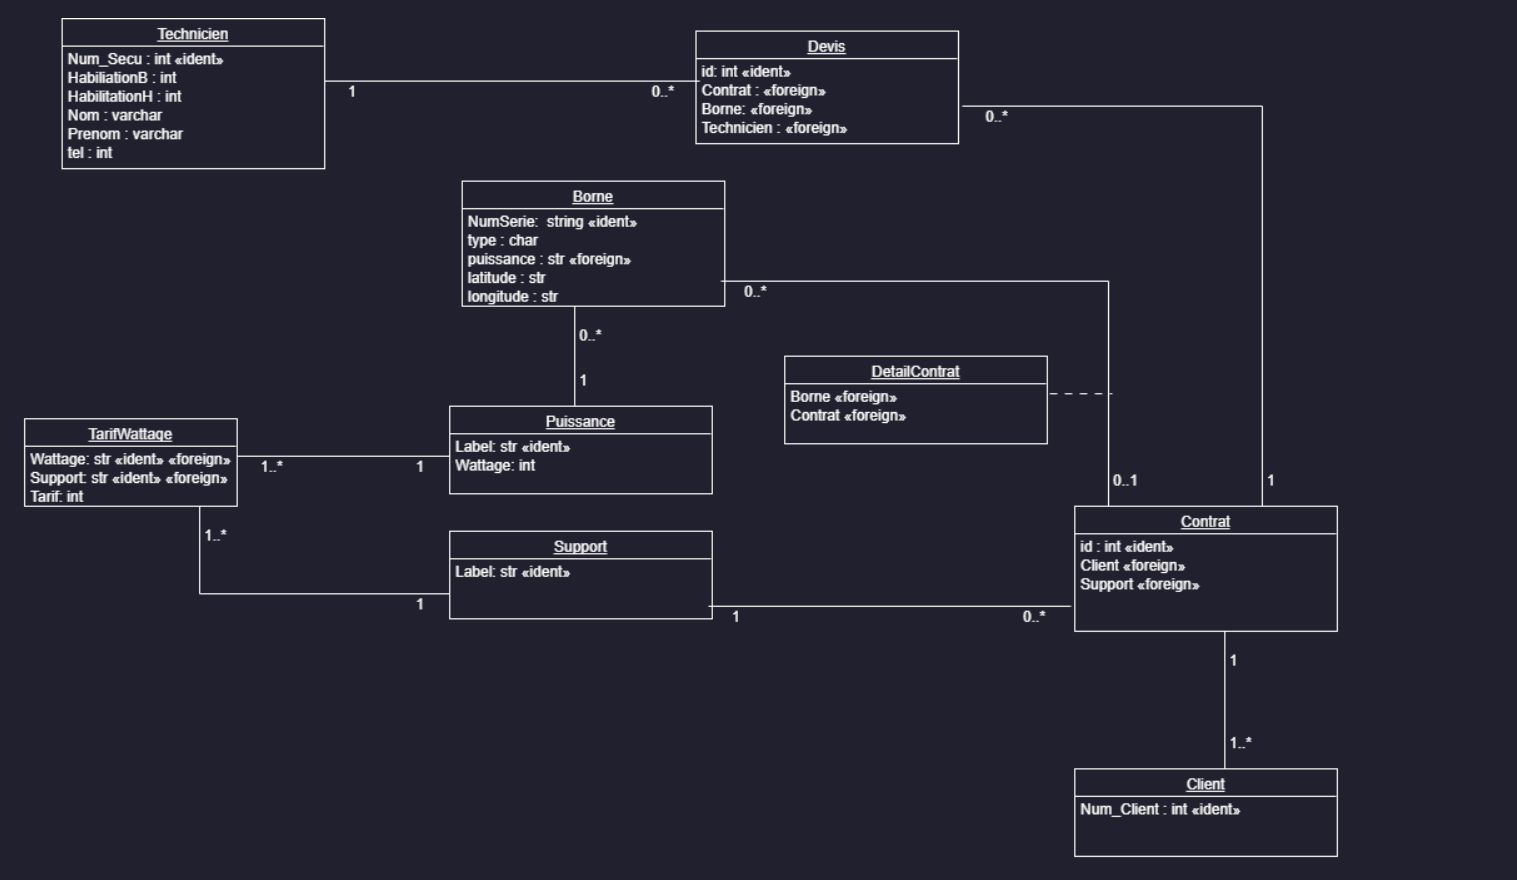 Technicien
Num_Secu : int «ident»
HabiliationB : int
HabilitationH : int
Nom : varchar
Prenom : varchar
tel : int
1
0..*
Devis
id: int «ident»
Contrat : «foreign»
Borne: «foreign»
Technicien : «foreign»
0..*
Borne
NumSerie:  string «ident»
type : char
puissance : str «foreign»
latitude : str
longitude : str
0..*
0..*
1
DetailContrat
Borne «foreign»
Contrat «foreign»
TarifWattage
Wattage: str «ident» «foreign»
Support: str «ident» «foreign»
Tarif: int
1..*
1
Puissance
Label: str «ident»
Wattage: int
0..1
1
1..*
1
Support
Label: str «ident»
1
0..*
Contrat
id : int «ident»
Client «foreign»
Support «foreign»
1
1..*
Client
Num_Client : int «ident»